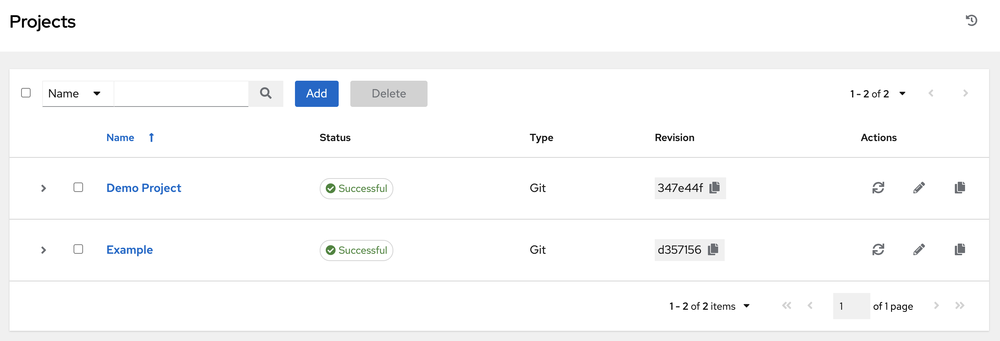 Projects
Name Add Delete 1 - 2 of 2
Name Status Type Revision Actions
Demo Project Successful Git 347e44f
Example Successful Git d357156
1 - 2 of 2 items 1 of 1 page